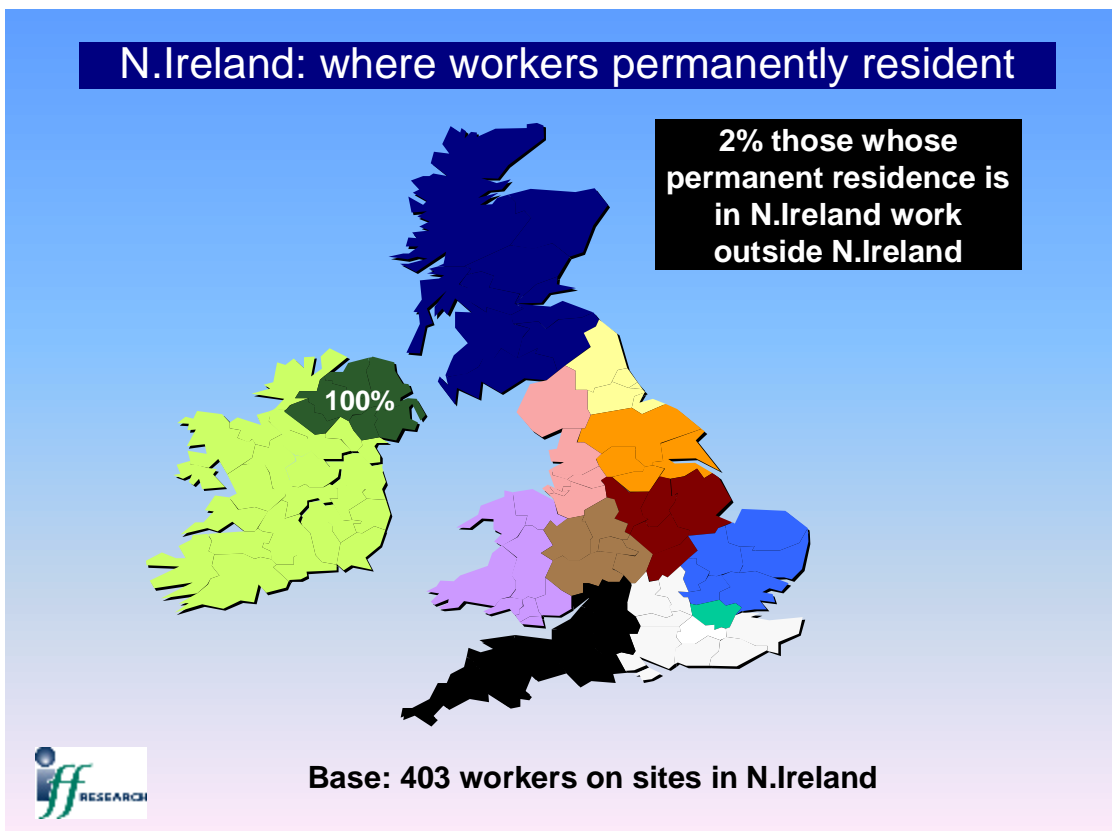 N.Ireland: where workers permanently resident
2% those whose
permanent residence is
in N.Ireland work
outside N.Ireland
100%
iff
RESEARCH
Base: 403 workers on sites in N.Ireland